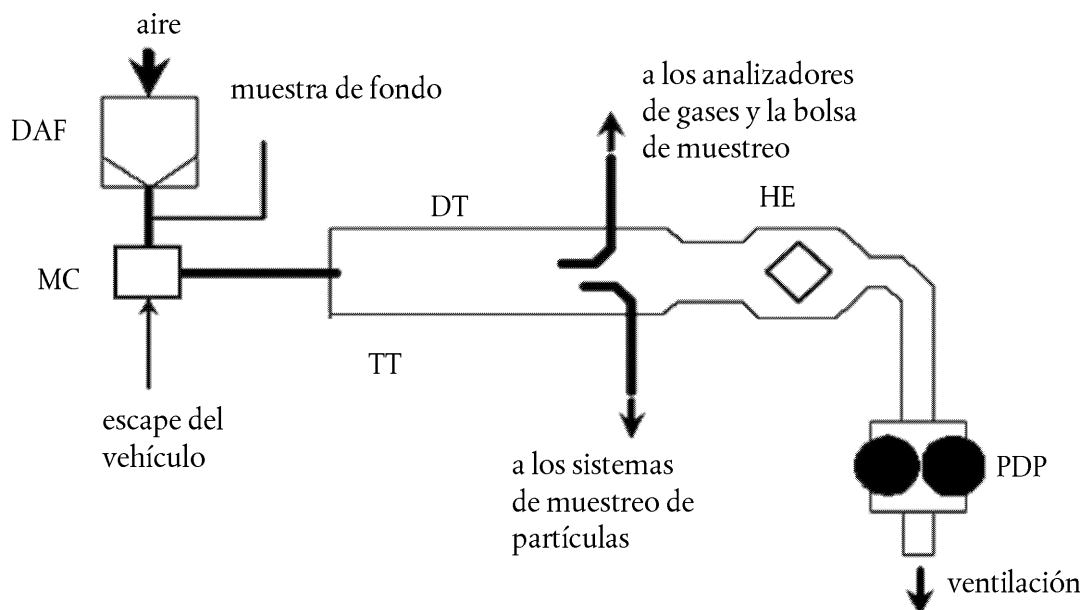 aire
DAF
muestra de fondo
a los analizadores
de gases y la bolsa
de muestreo
DT
HE
MC
TT
escape del
vehículo
a los sistemas
de muestreo de
partículas
PDP
ventilación